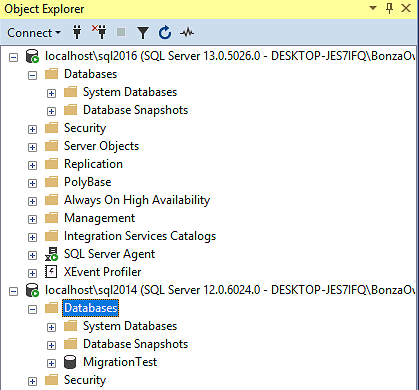 Object Explorer
Connect
localhost\sql2016 (SQL Server 13.0.5026.0 - DESKTOP-JES7IFQ\BonzaOw
Databases
System Databases
Database Snapshots
Security
Server Objects
Replication
PolyBase
Always On High Availability
Management
Integration Services Catalogs
SQL Server Agent
XEvent Profiler
localhost\sql2014 (SQL Server 12.0.6024.0 - DESKTOP-JES7IFQ\BonzaOw
Databases
System Databases
Database Snapshots
MigrationTest
Security